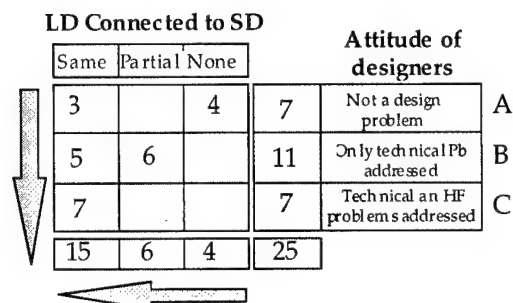 LD Connected to SD
Attitude of
designers
Same Partial None
3 4 7 Not a design
problem A
5 6 11 Only technical Pb
addressed B
7 7 Technical an HF
problems addressed C
15 6 4 25